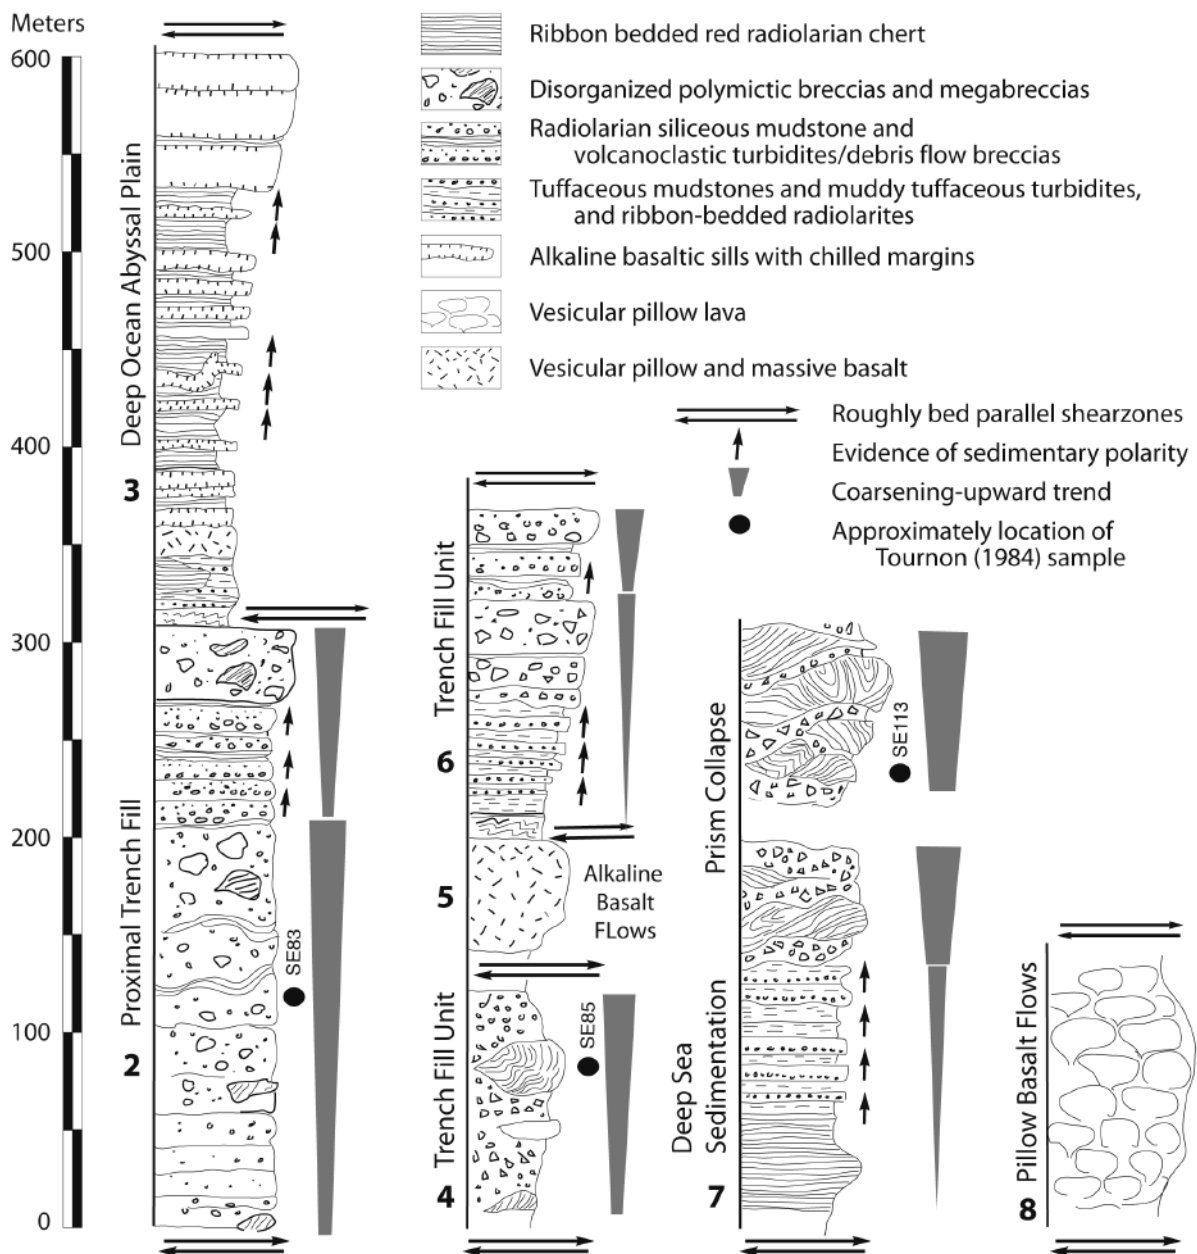 Meters
600
500
400
300
200
100
0
Deep Ocean Abyssal Plain
3
Proximal Trench Fill
2
SE83
Ribbon bedded red radiolarian chert
Disorganized polymictic breccias and megabreccias
Radiolarian siliceous mudstone and
volcanoclastic turbidites/debris flow breccias
Tuffaceous mudstones and muddy tuffaceous turbidites,
and ribbon-bedded radiolarites
Alkaline basaltic sills with chilled margins
Vesicular pillow lava
Vesicular pillow and massive basalt
Roughly bed parallel shearzones
Evidence of sedimentary polarity
Coarsening-upward trend
Approximately location of
Tournon (1984) sample
Trench Fill Unit
6
5
Alkaline
Basalt
FLows
Trench Fill Unit
4
SE85
Prism Collapse
SE113
Deep Sea
Sedimentation
7
Pillow Basalt Flows
8